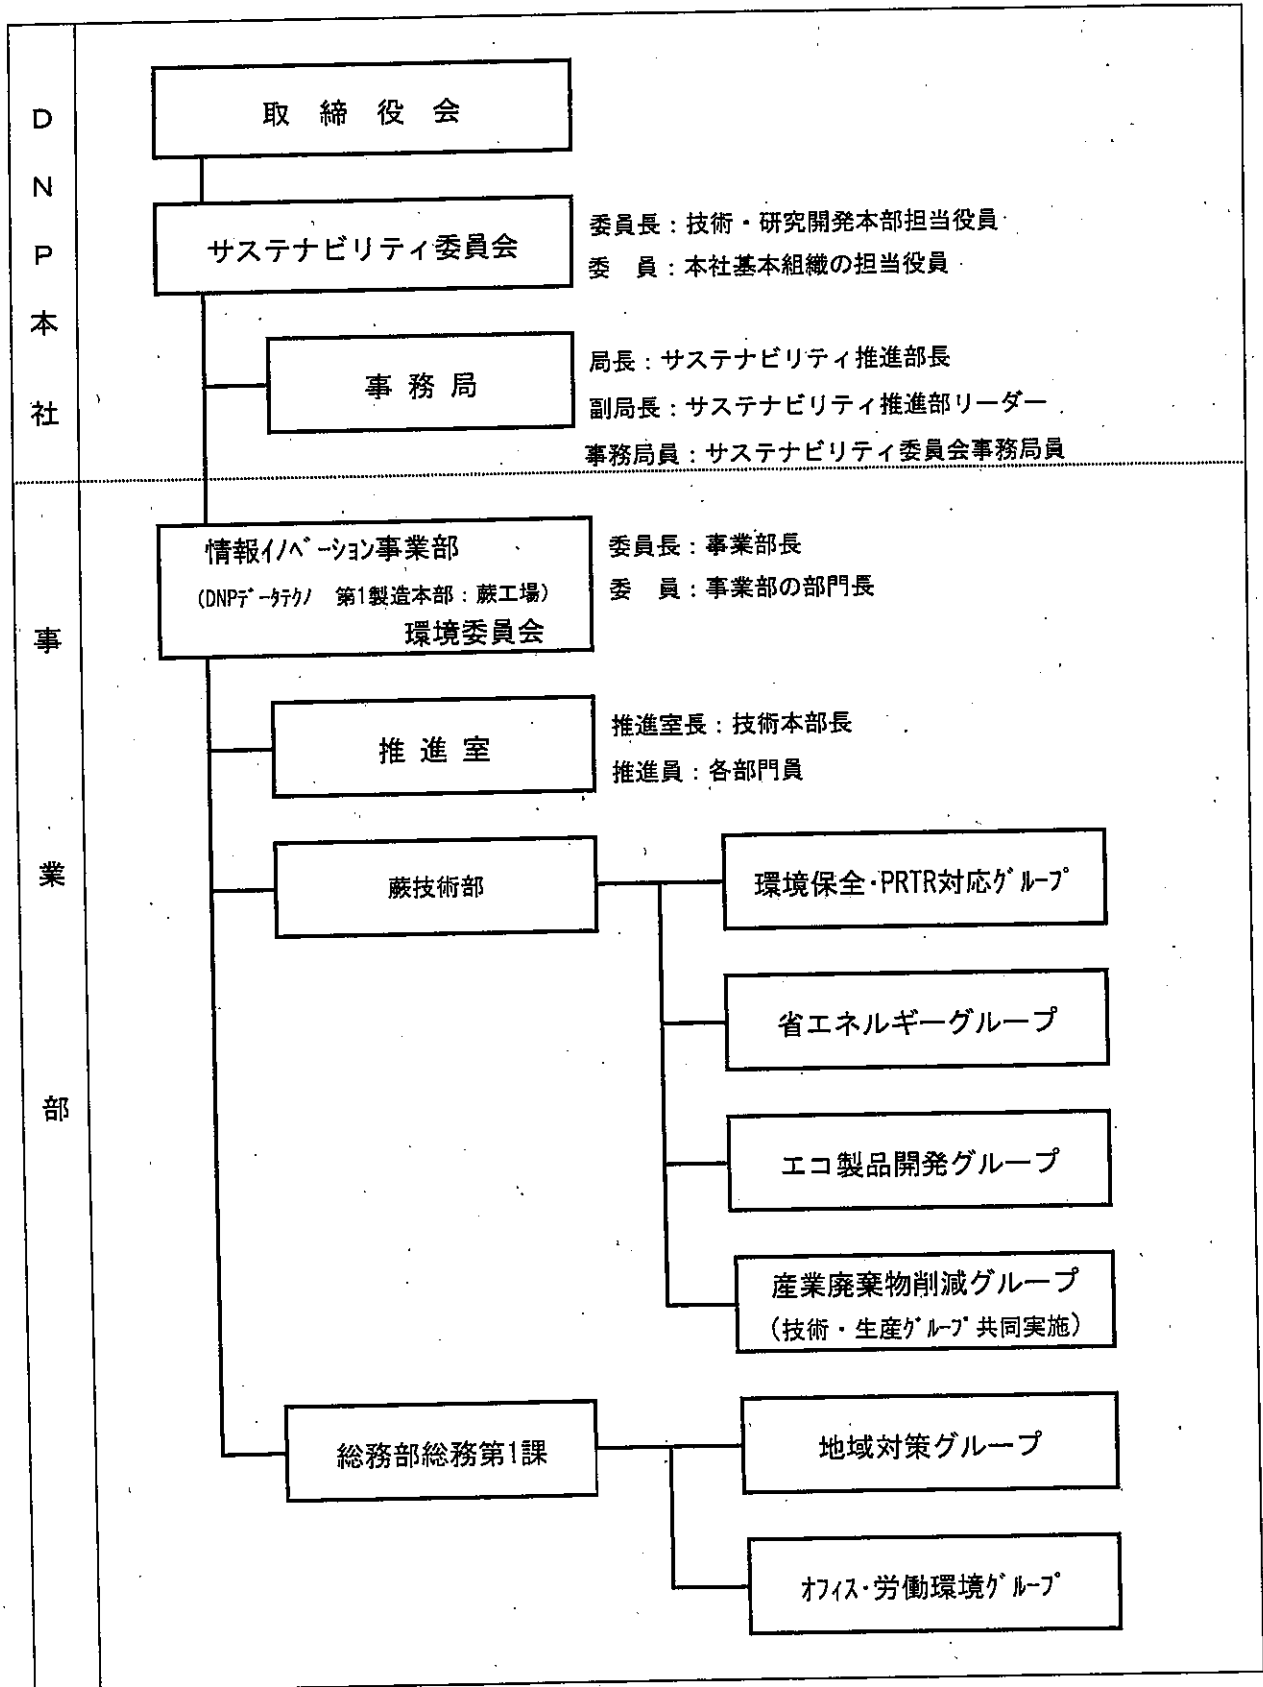 DNP本社
取締役会
サステナビリティ委員会
委員長：技術・研究開発本部担当役員
委　員：本社基本組織の担当役員
事務局
局長：サステナビリティ推進部長
副局長：サステナビリティ推進部リーダー
事務局員：サステナビリティ委員会事務局員
事業部
情報ｲﾉﾍﾞｰｼｮﾝ事業部
(DNPﾃﾞｰﾀﾃｸﾉ　第1製造本部：蕨工場)
環境委員会
委員長：事業部長
委　員：事業部の部門長
推進室
推進室長：技術本部長
推進員：各部門員
蕨技術部
環境保全・PRTR対応ｸﾞﾙｰﾌﾟ
省エネルギーグループ
エコ製品開発グループ
産業廃棄物削減グループ
（技術・生産ｸﾞﾙｰﾌﾟ共同実施）
総務部総務第1課
地域対策グループ
ｵﾌｨｽ・労働環境ｸﾞﾙｰﾌﾟ